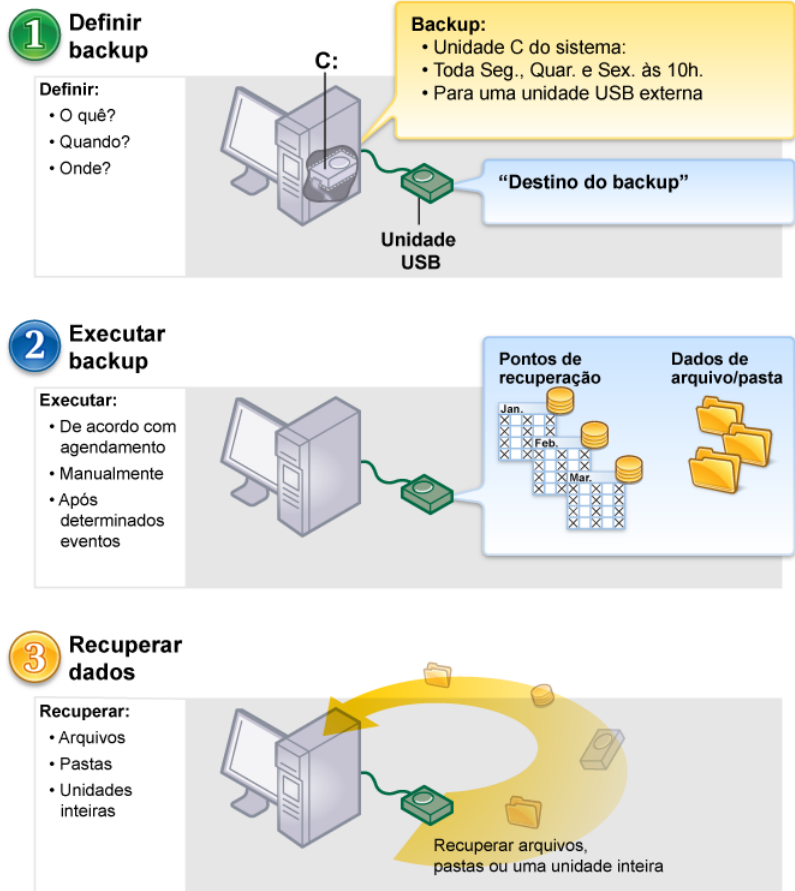 1
Definir
backup
Definir:
• O quê?
• Quando?
• Onde?
C:
Backup:
• Unidade C do sistema:
• Toda Seg., Quar. e Sex. às 10h.
• Para uma unidade USB externa
“Destino do backup”
Unidade
USB
2
Executar
backup
Executar:
• De acordo com
agendamento
• Manualmente
• Após
determinados
eventos
Pontos de
recuperação
Dados de
arquivo/pasta
Jan.
Feb.
Mar.
3
Recuperar
dados
Recuperar:
• Arquivos
• Pastas
• Unidades
inteiras
Recuperar arquivos,
pastas ou uma unidade inteira